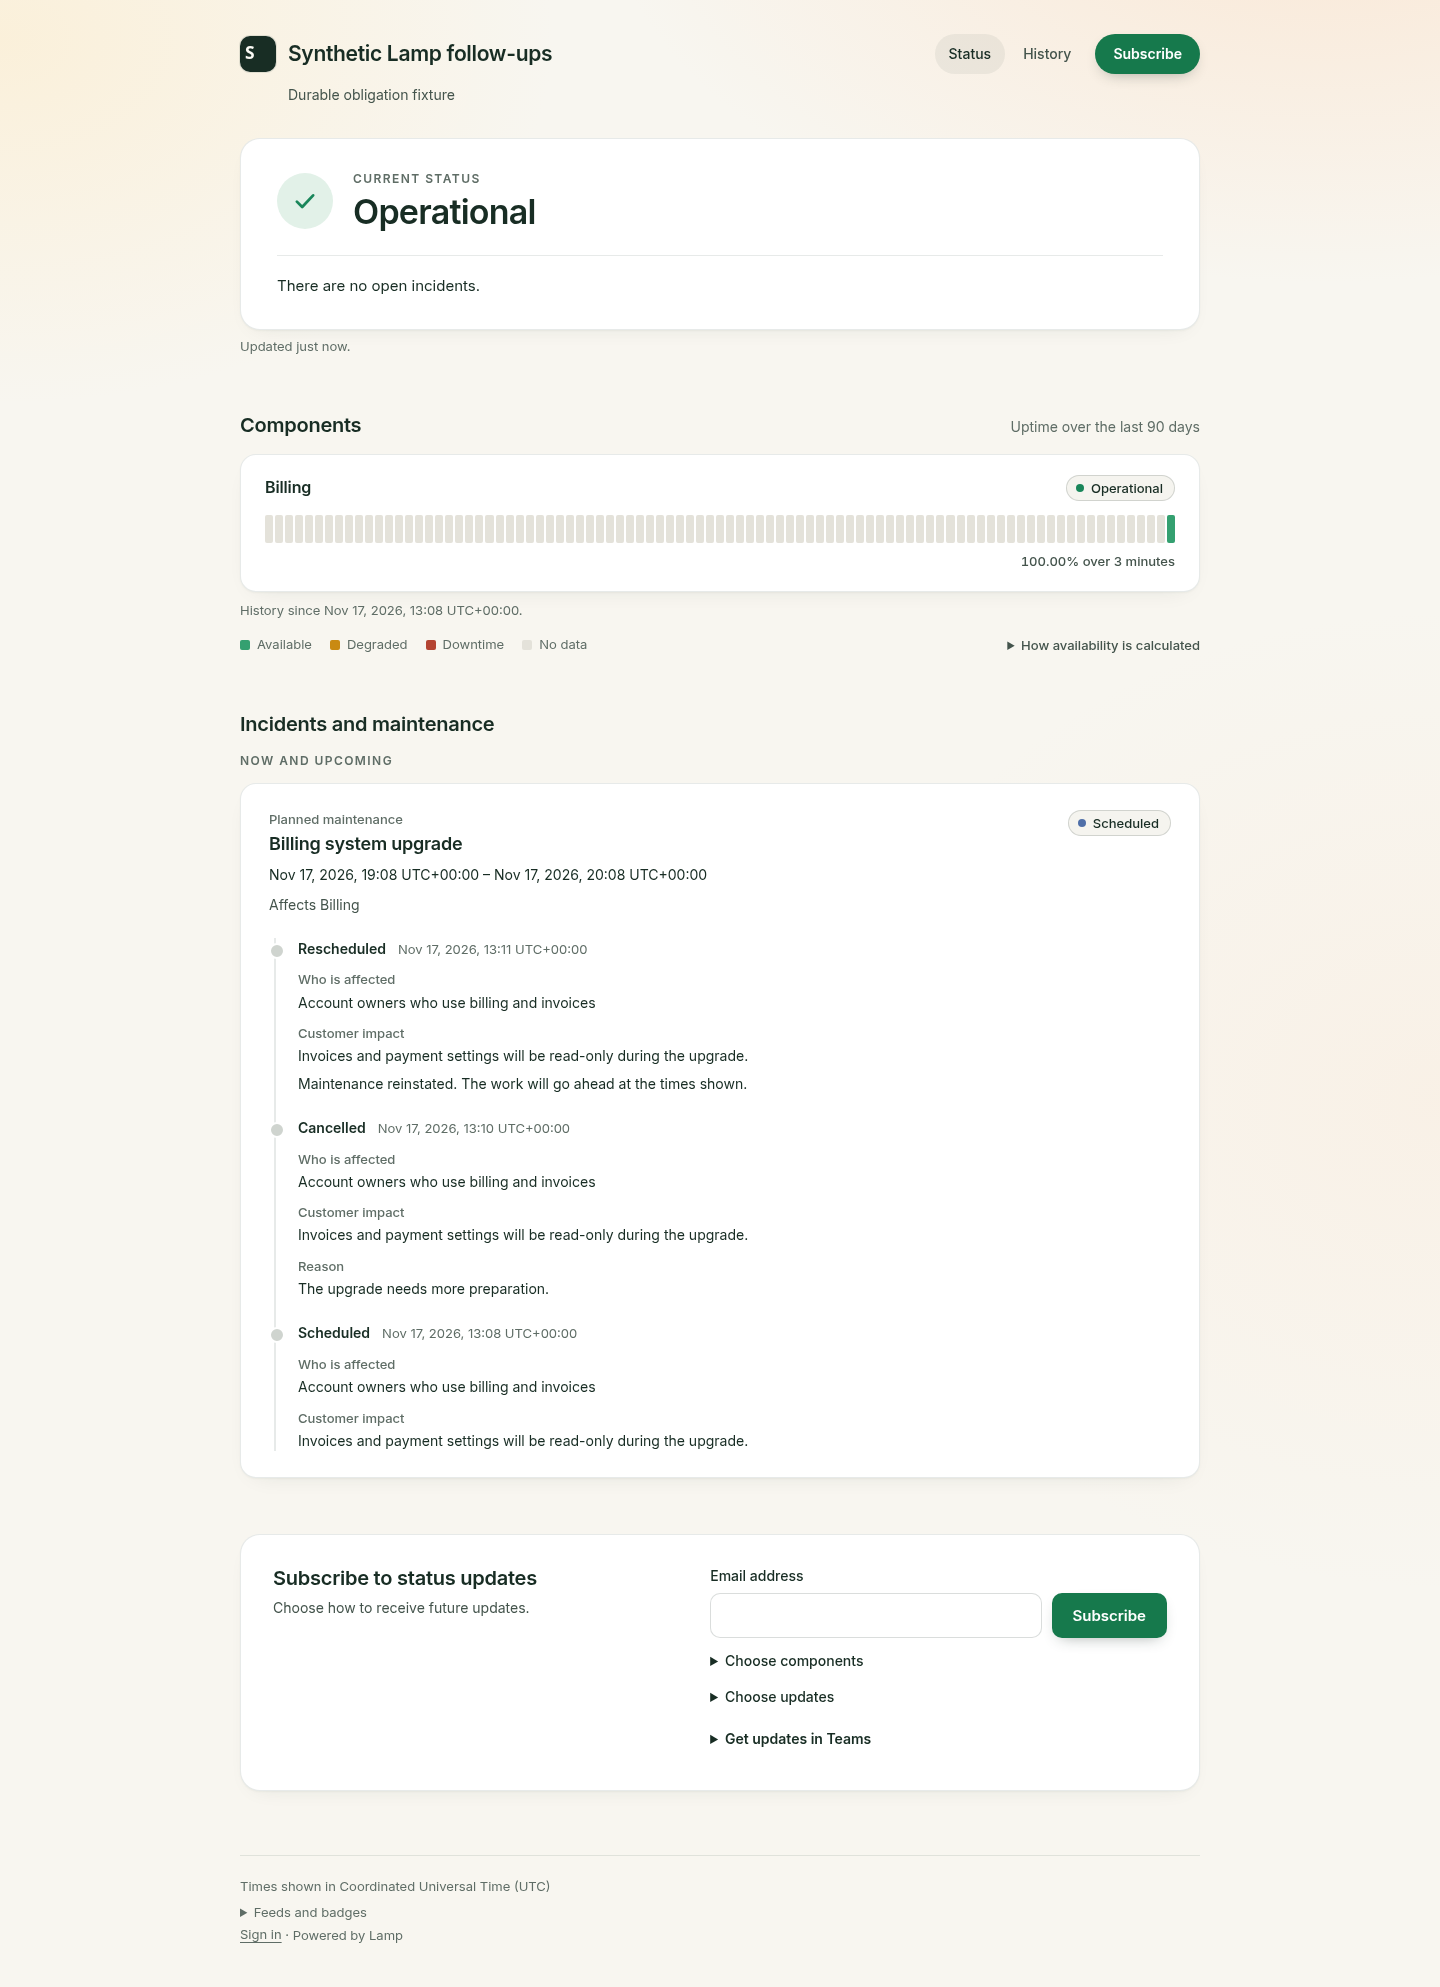 S
Synthetic Lamp follow-ups
Status
History
Subscribe
Durable obligation fixture
CURRENT STATUS
Operational
There are no open incidents.
Updated just now.
Components
Uptime over the last 90 days
Billing
Operational
100.00% over 3 minutes
History since Nov 17, 2026, 13:08 UTC+00:00.
Available
Degraded
Downtime
No data
How availability is calculated
Incidents and maintenance
NOW AND UPCOMING
Planned maintenance
Scheduled
Billing system upgrade
Nov 17, 2026, 19:08 UTC+00:00 – Nov 17, 2026, 20:08 UTC+00:00
Affects Billing
Rescheduled Nov 17, 2026, 13:11 UTC+00:00
Who is affected
Account owners who use billing and invoices
Customer impact
Invoices and payment settings will be read-only during the upgrade.
Maintenance reinstated. The work will go ahead at the times shown.
Cancelled Nov 17, 2026, 13:10 UTC+00:00
Who is affected
Account owners who use billing and invoices
Customer impact
Invoices and payment settings will be read-only during the upgrade.
Reason
The upgrade needs more preparation.
Scheduled Nov 17, 2026, 13:08 UTC+00:00
Who is affected
Account owners who use billing and invoices
Customer impact
Invoices and payment settings will be read-only during the upgrade.
Subscribe to status updates
Choose how to receive future updates.
Email address
Subscribe
Choose components
Choose updates
Get updates in Teams
Times shown in Coordinated Universal Time (UTC)
Feeds and badges
Sign in · Powered by Lamp